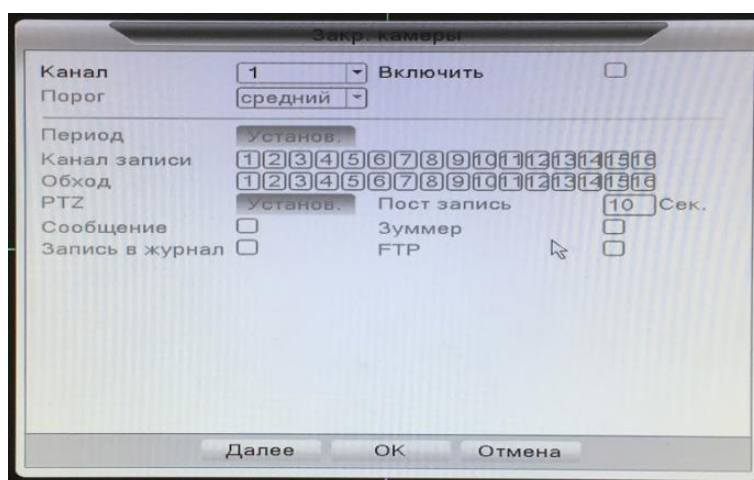 Закр. камеры
Канал 1 Включить
Порог средний
Период Установ.
Канал записи 1 2 3 4 5 6 7 8 9 10 11 12 13 14 15 16
Обход 1 2 3 4 5 6 7 8 9 10 11 12 13 14 15 16
PTZ Установ. Пост запись 10 Сек.
Сообщение Зуммер
Запись в журнал FTP
Далее OK Отмена